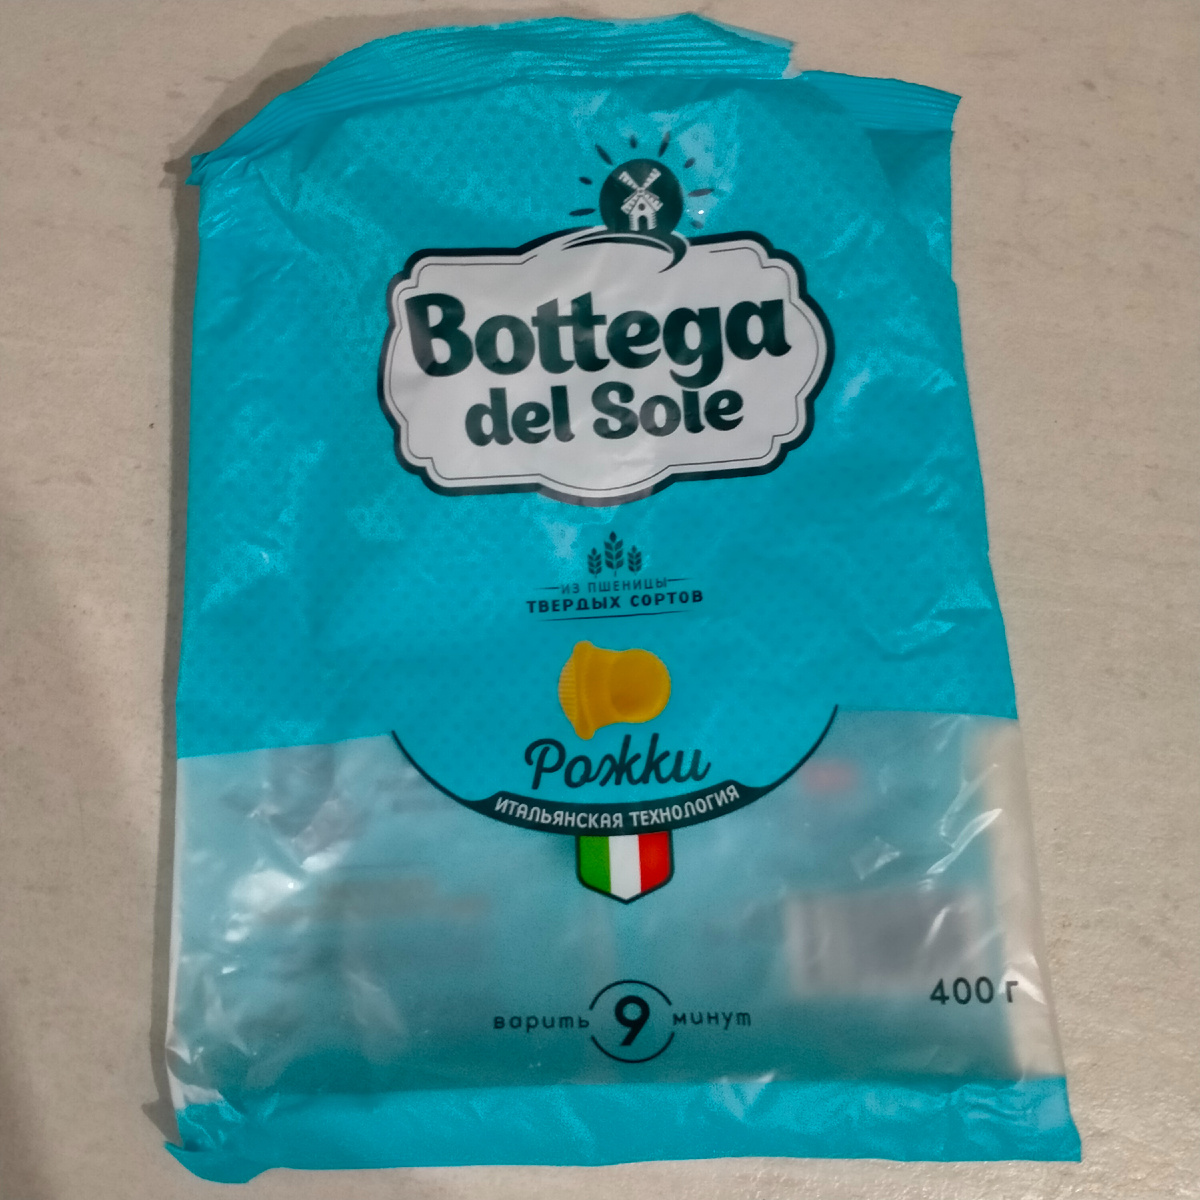 Bottega
del Sole
ИЗ ПШЕНИЦЫ
ТВЕРДЫХ СОРТОВ
Рожки
ИТАЛЬЯНСКАЯ ТЕХНОЛОГИЯ
400 г
варить 9 минут